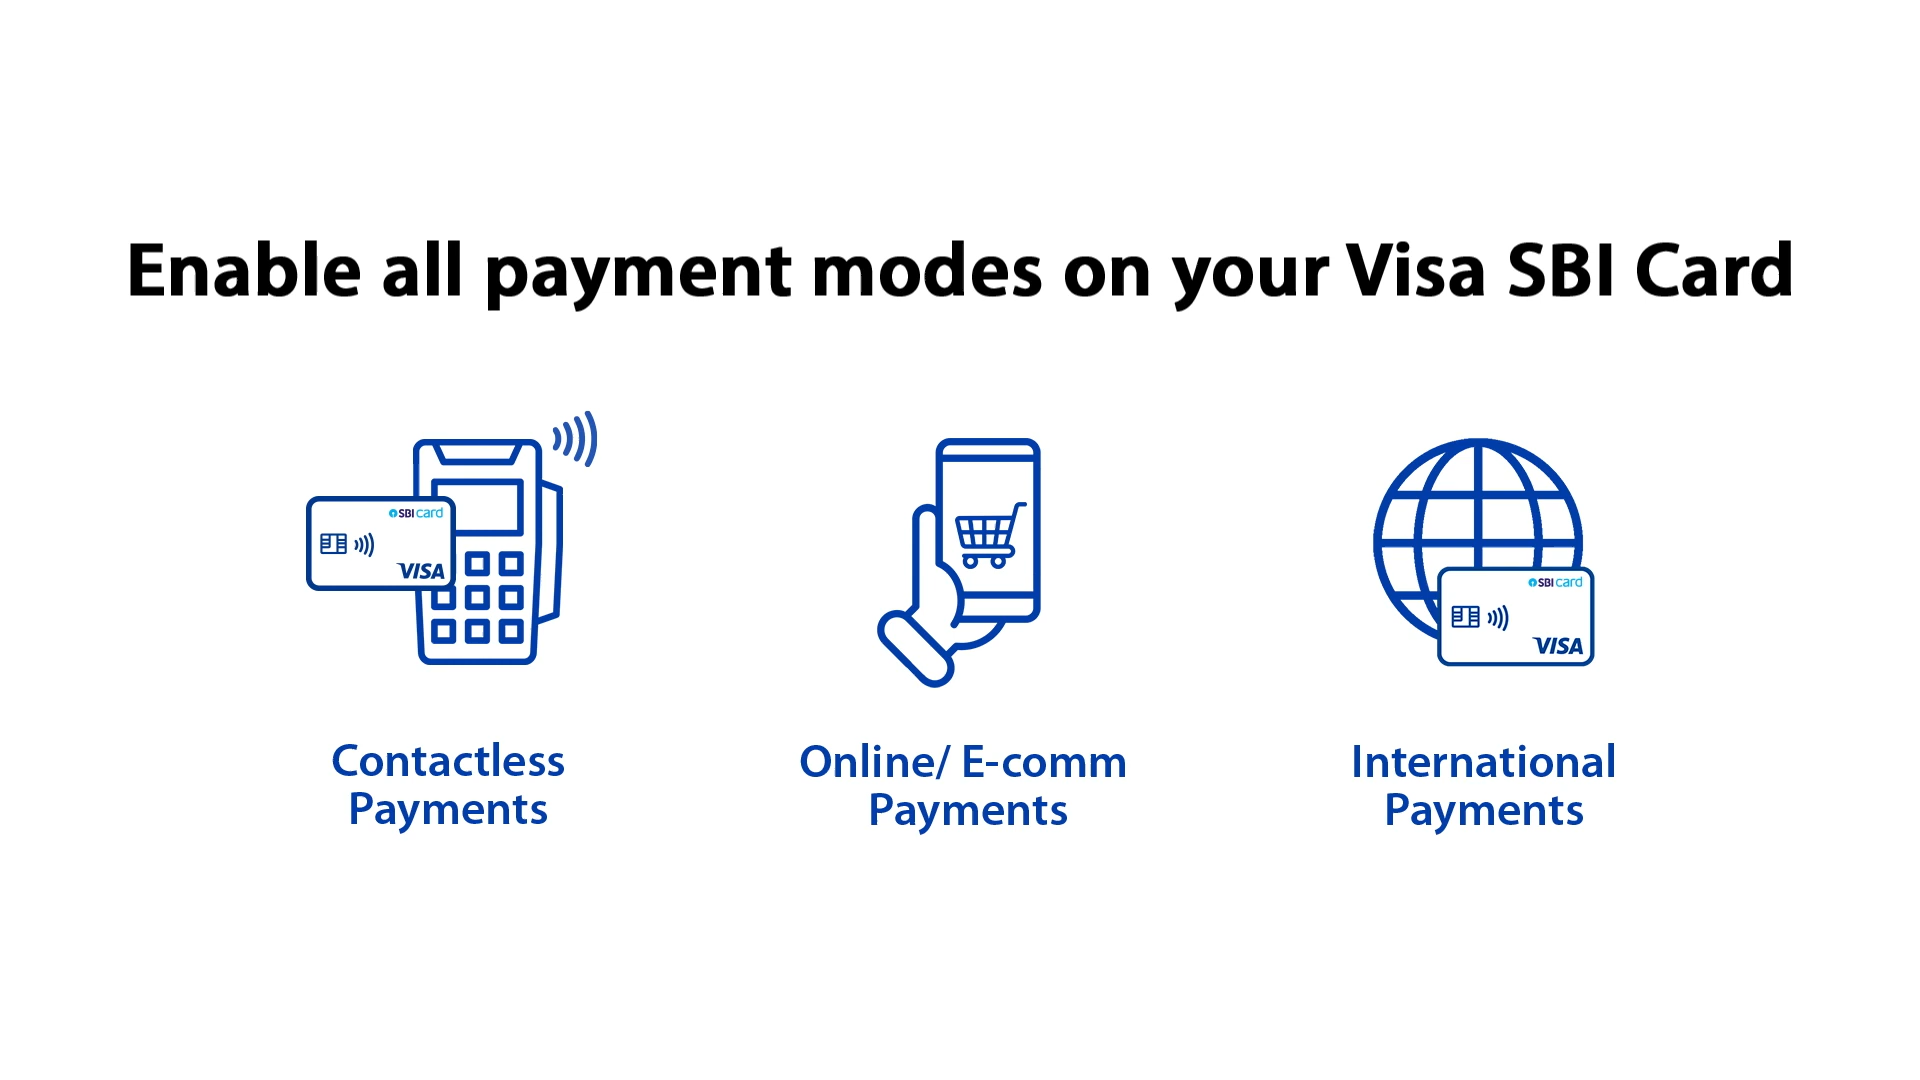 Enable all payment modes on your Visa SBI Card
SBI card
VISA
SBI card
VISA
Contactless
Payments
Online/ E-comm
Payments
International
Payments